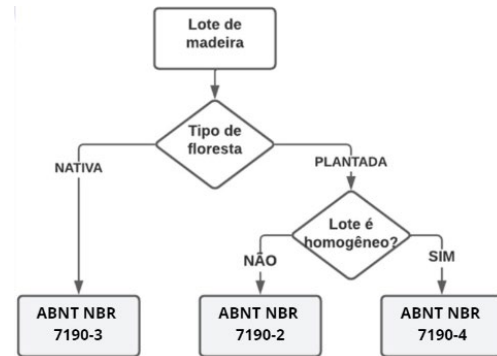 Lote de
madeira
Tipo de
floresta
NATIVA
PLANTADA
Lote é
homogêneo?
NÃO
SIM
ABNT NBR
7190-3
ABNT NBR
7190-2
ABNT NBR
7190-4